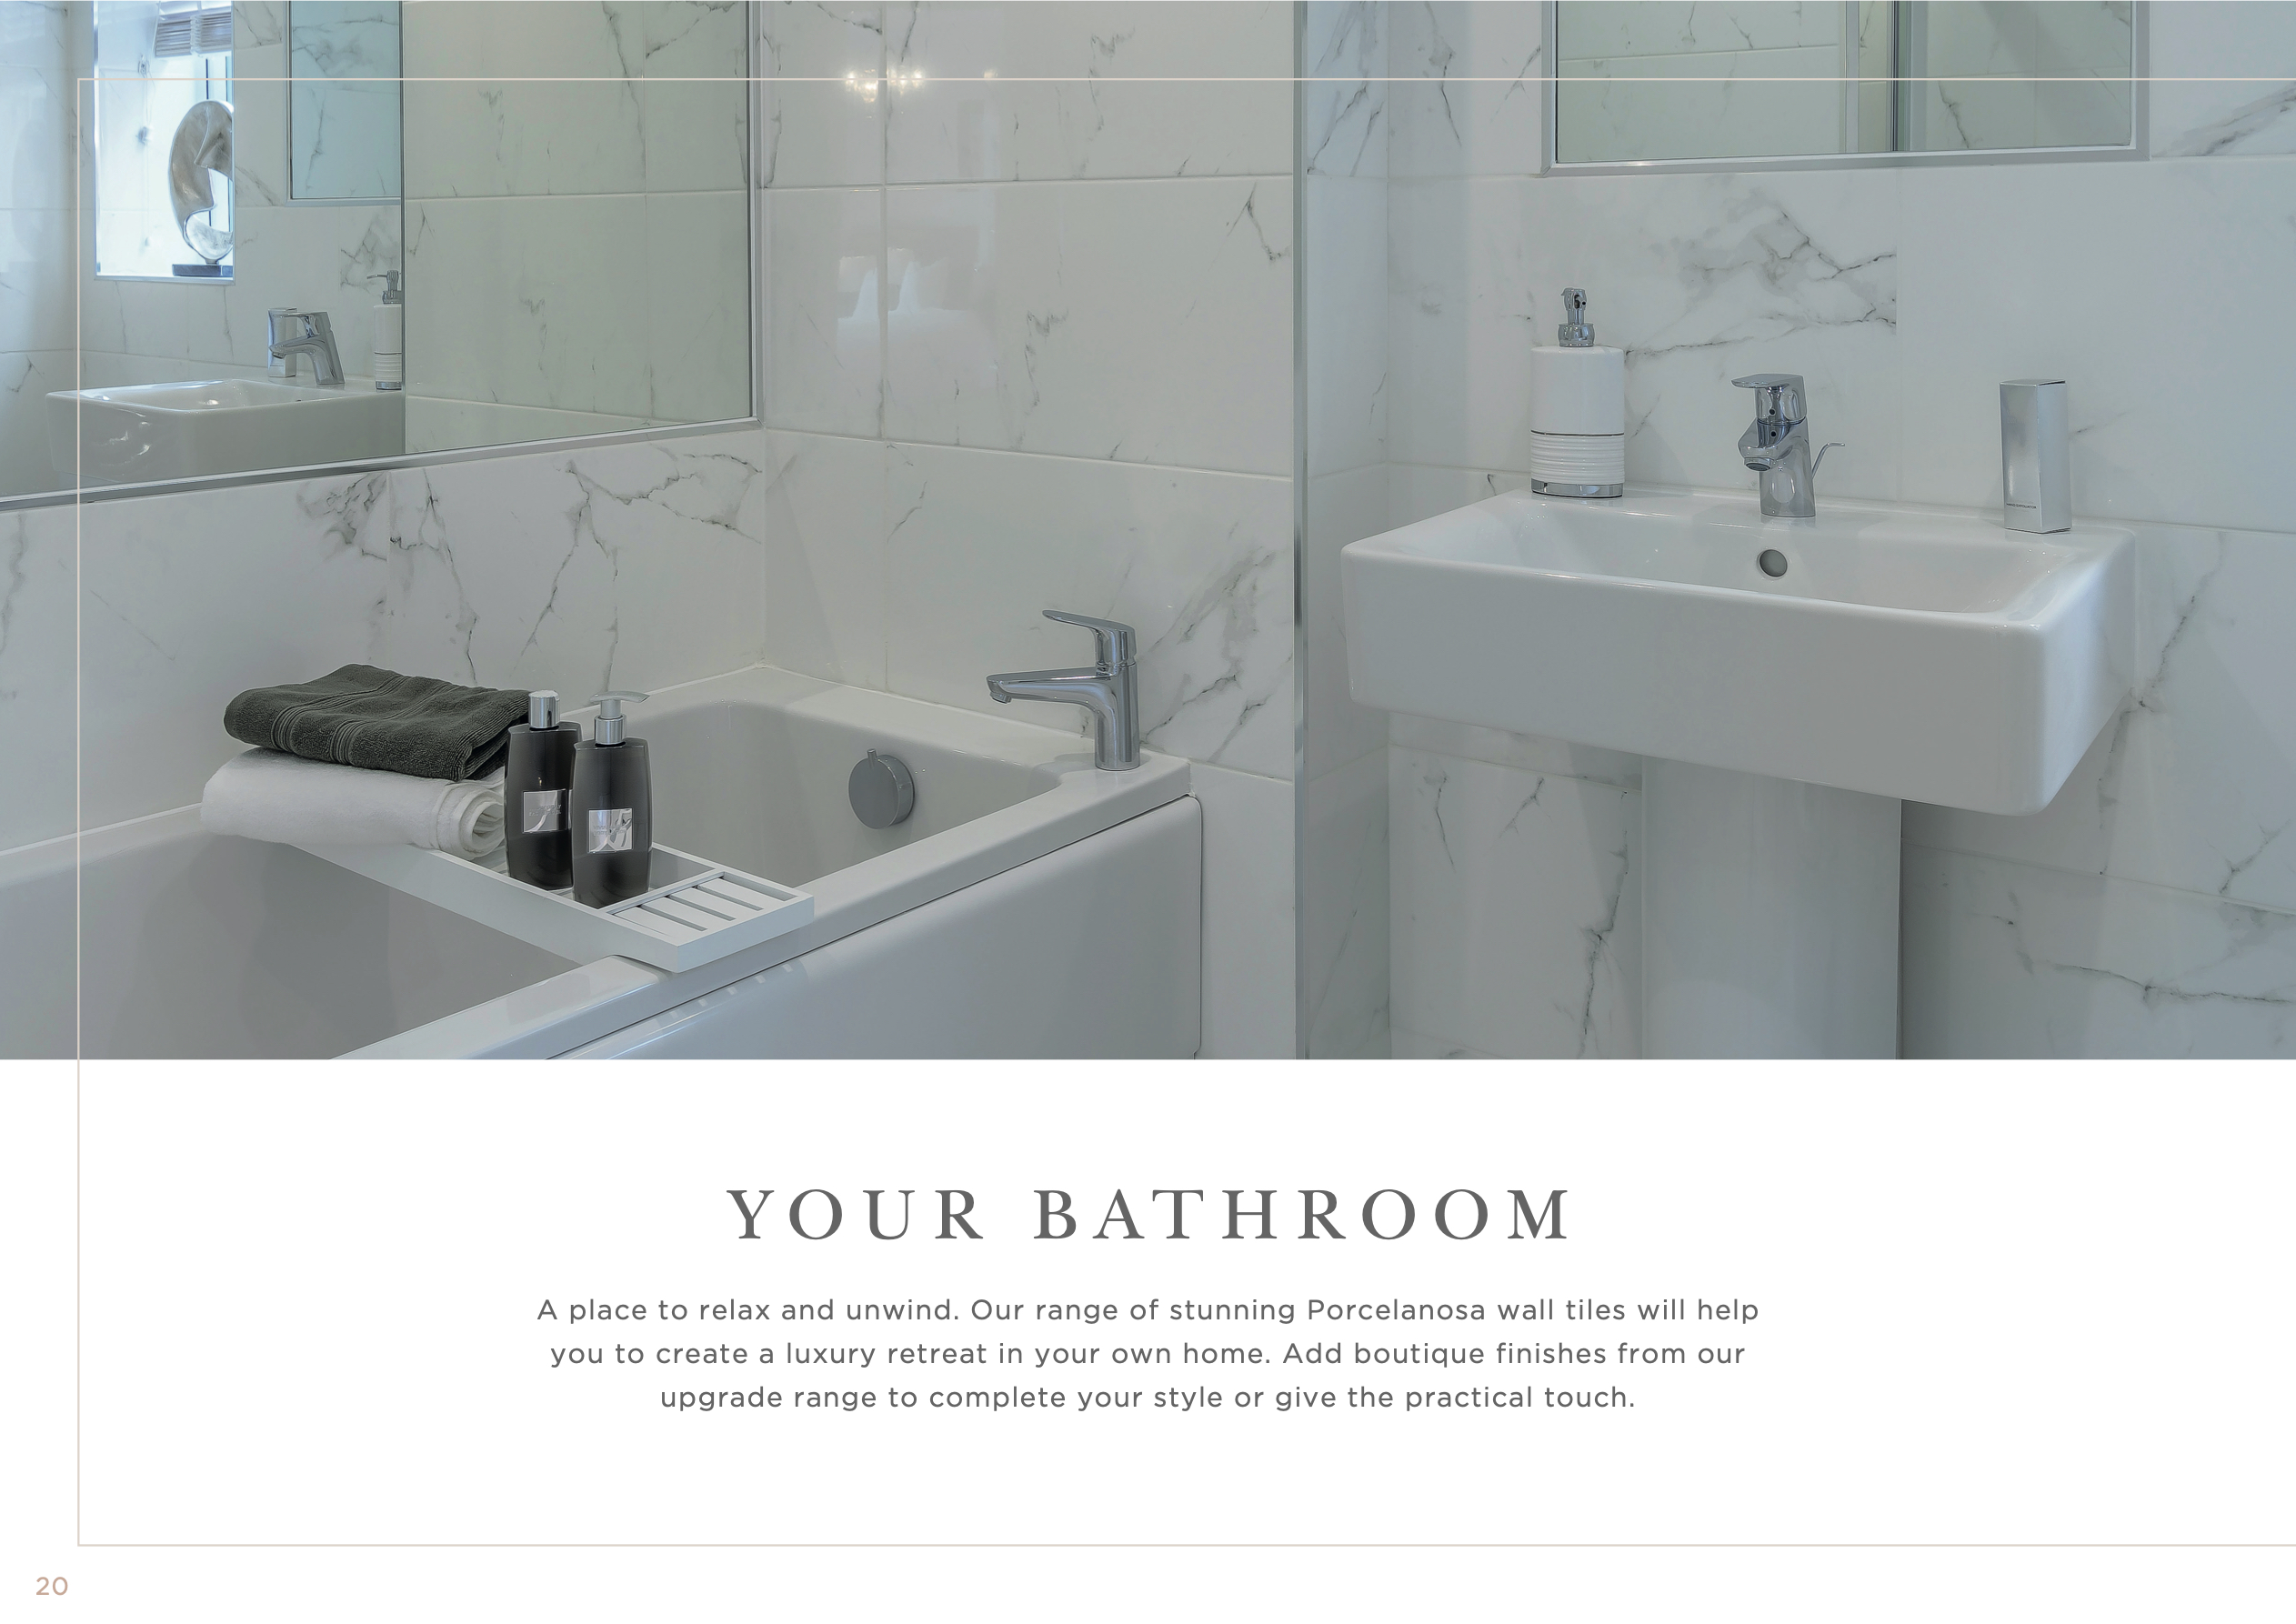 YOUR BATHROOM
A place to relax and unwind. Our range of stunning Porcelanosa wall tiles will help
you to create a luxury retreat in your own home. Add boutique finishes from our
upgrade range to complete your style or give the practical touch.
20